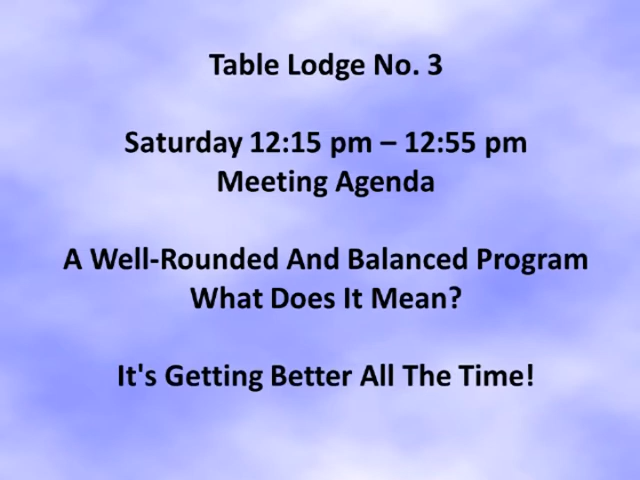 Table Lodge No. 3
Saturday 12:15 pm – 12:55 pm
Meeting Agenda
A Well-Rounded And Balanced Program
What Does It Mean?
It's Getting Better All The Time!